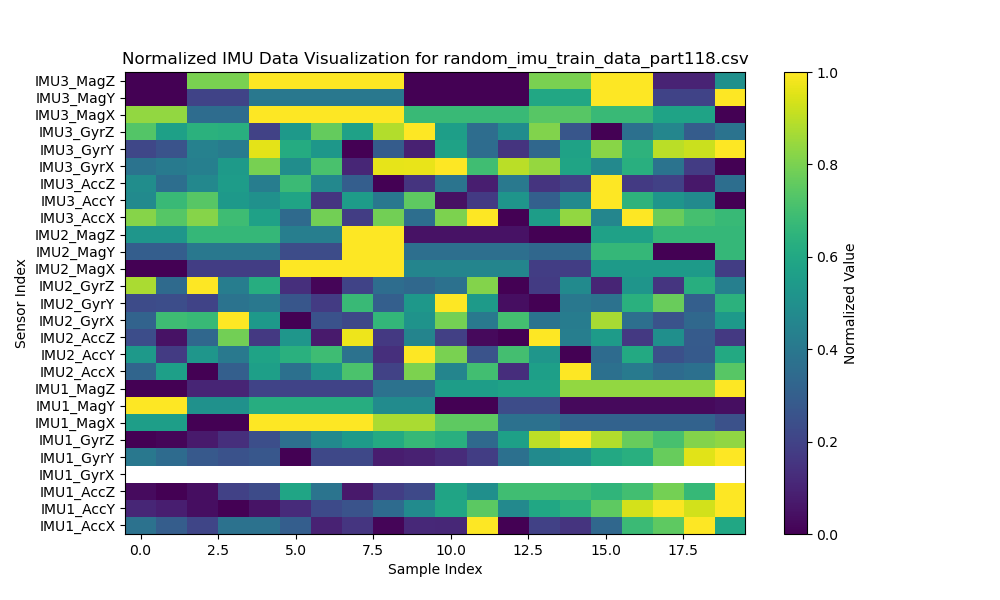 Normalized IMU Data Visualization for random_imu_train_data_part118.csv
IMU3_MagZ
IMU3_MagY
IMU3_MagX
IMU3_GyrZ
IMU3_GyrY
IMU3_GyrX
IMU3_AccZ
IMU3_AccY
IMU3_AccX
IMU2_MagZ
IMU2_MagY
IMU2_MagX
IMU2_GyrZ
IMU2_GyrY
IMU2_GyrX
IMU2_AccZ
IMU2_AccY
IMU2_AccX
IMU1_MagZ
IMU1_MagY
IMU1_MagX
IMU1_GyrZ
IMU1_GyrY
IMU1_GyrX
IMU1_AccZ
IMU1_AccY
IMU1_AccX
Sensor Index
0.0 2.5 5.0 7.5 10.0 12.5 15.0 17.5
Sample Index
1.0
0.8
0.6
0.4
0.2
0.0
Normalized Value